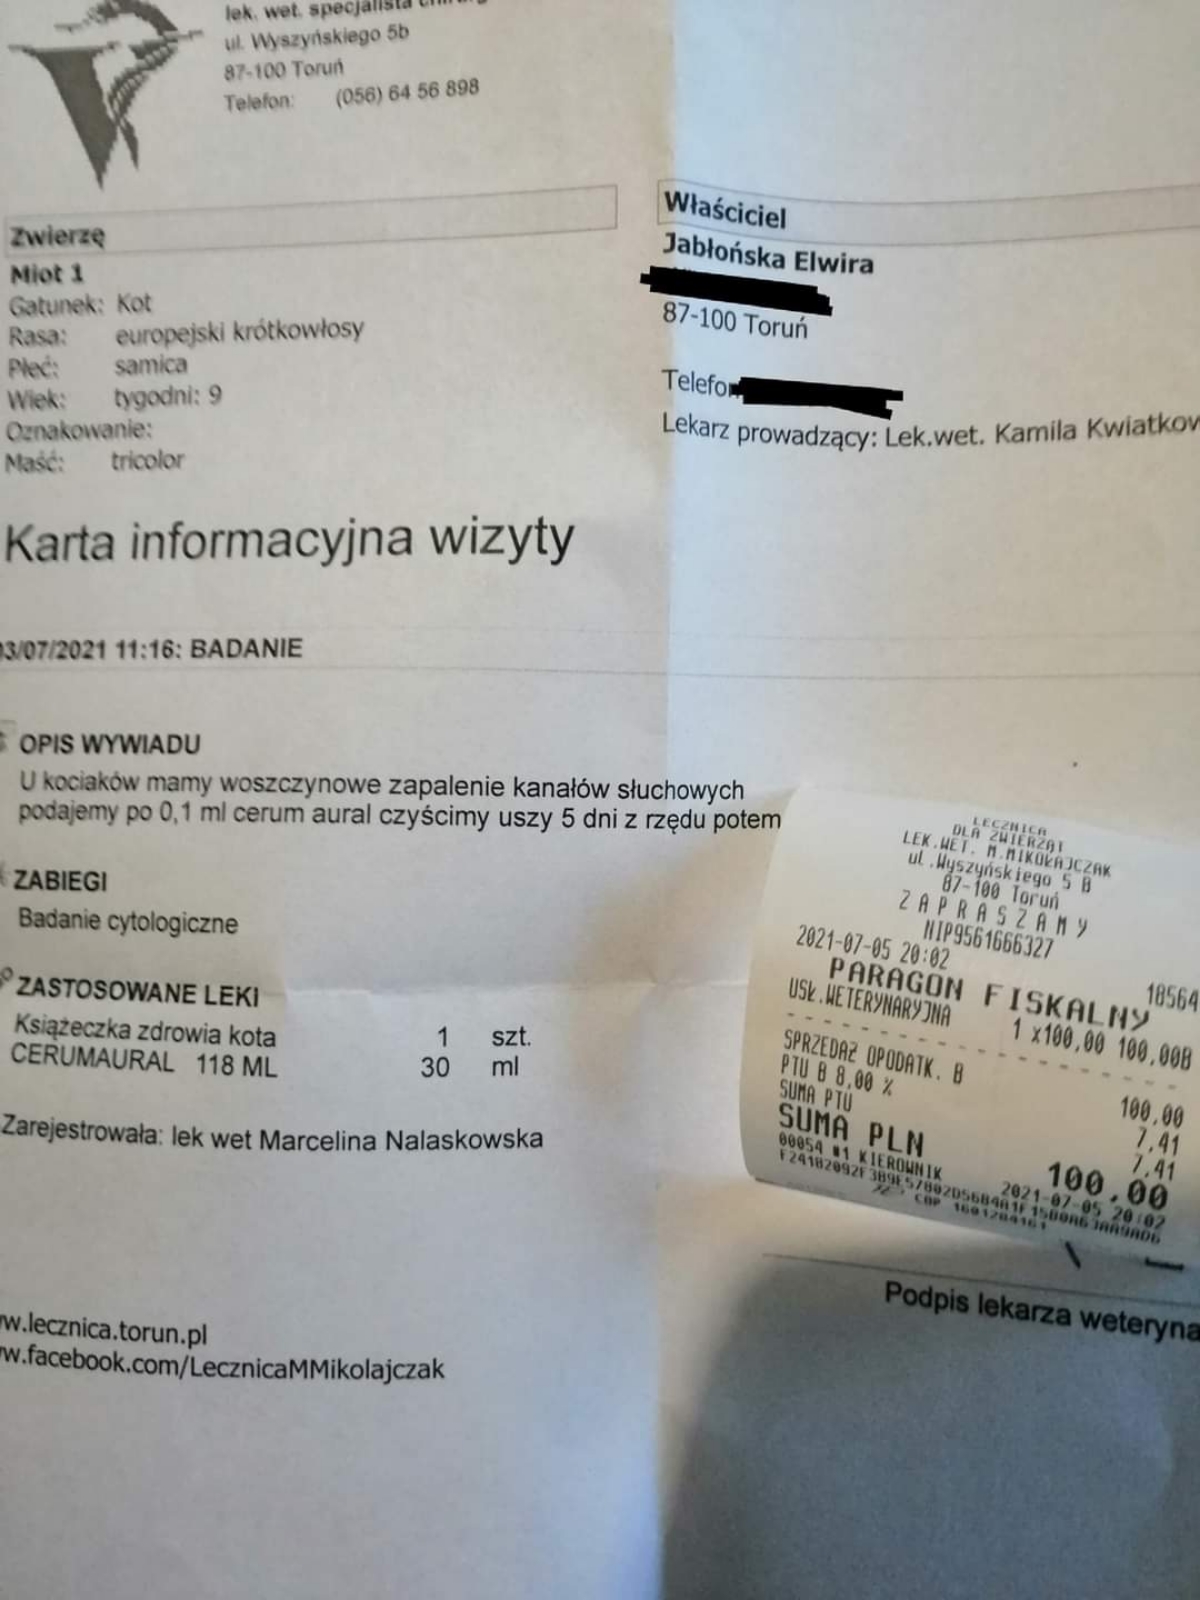 lek. wet. specjalista
ul. Wyszyńskiego 5b
87-100 Toruń
Telefon: (056) 64 56 898
Zwierzę
Miot 1
Gatunek: Kot
Rasa: europejski krótkowłosy
Płeć: samica
Wiek: tygodni: 9
Oznakowanie:
Maść: tricolor
Właściciel
Jabłońska Elwira
87-100 Toruń
Telefo
Lekarz prowadzący: Lek.wet. Kamila Kwiatkow
Karta informacyjna wizyty
03/07/2021 11:16: BADANIE
OPIS WYWIADU
U kociaków mamy woszczynowe zapalenie kanałów słuchowych
podajemy po 0,1 ml cerum aural czyścimy uszy 5 dni z rzędu potem
ZABIEGI
Badanie cytologiczne
ZASTOSOWANE LEKI
Książeczka zdrowia kota 1 szt.
CERUMAURAL 118 ML 30 ml
Zarejestrowała: lek wet Marcelina Nalaskowska
w.lecznica.torun.pl
w.facebook.com/LecznicaMMikolajczak
LECZNICA
DLA ZWIERZĄT
LEK.WET. M.MIKOŁAJCZAK
ul.Wyszyńskiego 5 B
87-100 Toruń
Z A P R A S Z A M Y
NIP9561666327
2021-07-05 20:02 18564
PARAGON FISKALNY
USŁ.WETERYNARYJNA 1 x100,00 100,00B
SPRZEDAŻ OPODATK. B 100,00
PTU B 8,00 % 7,41
SUMA PTU 7,41
SUMA PLN 100,00
00054 #1 KIEROWNIK 2021-07-05 20:02
Podpis lekarza weteryna